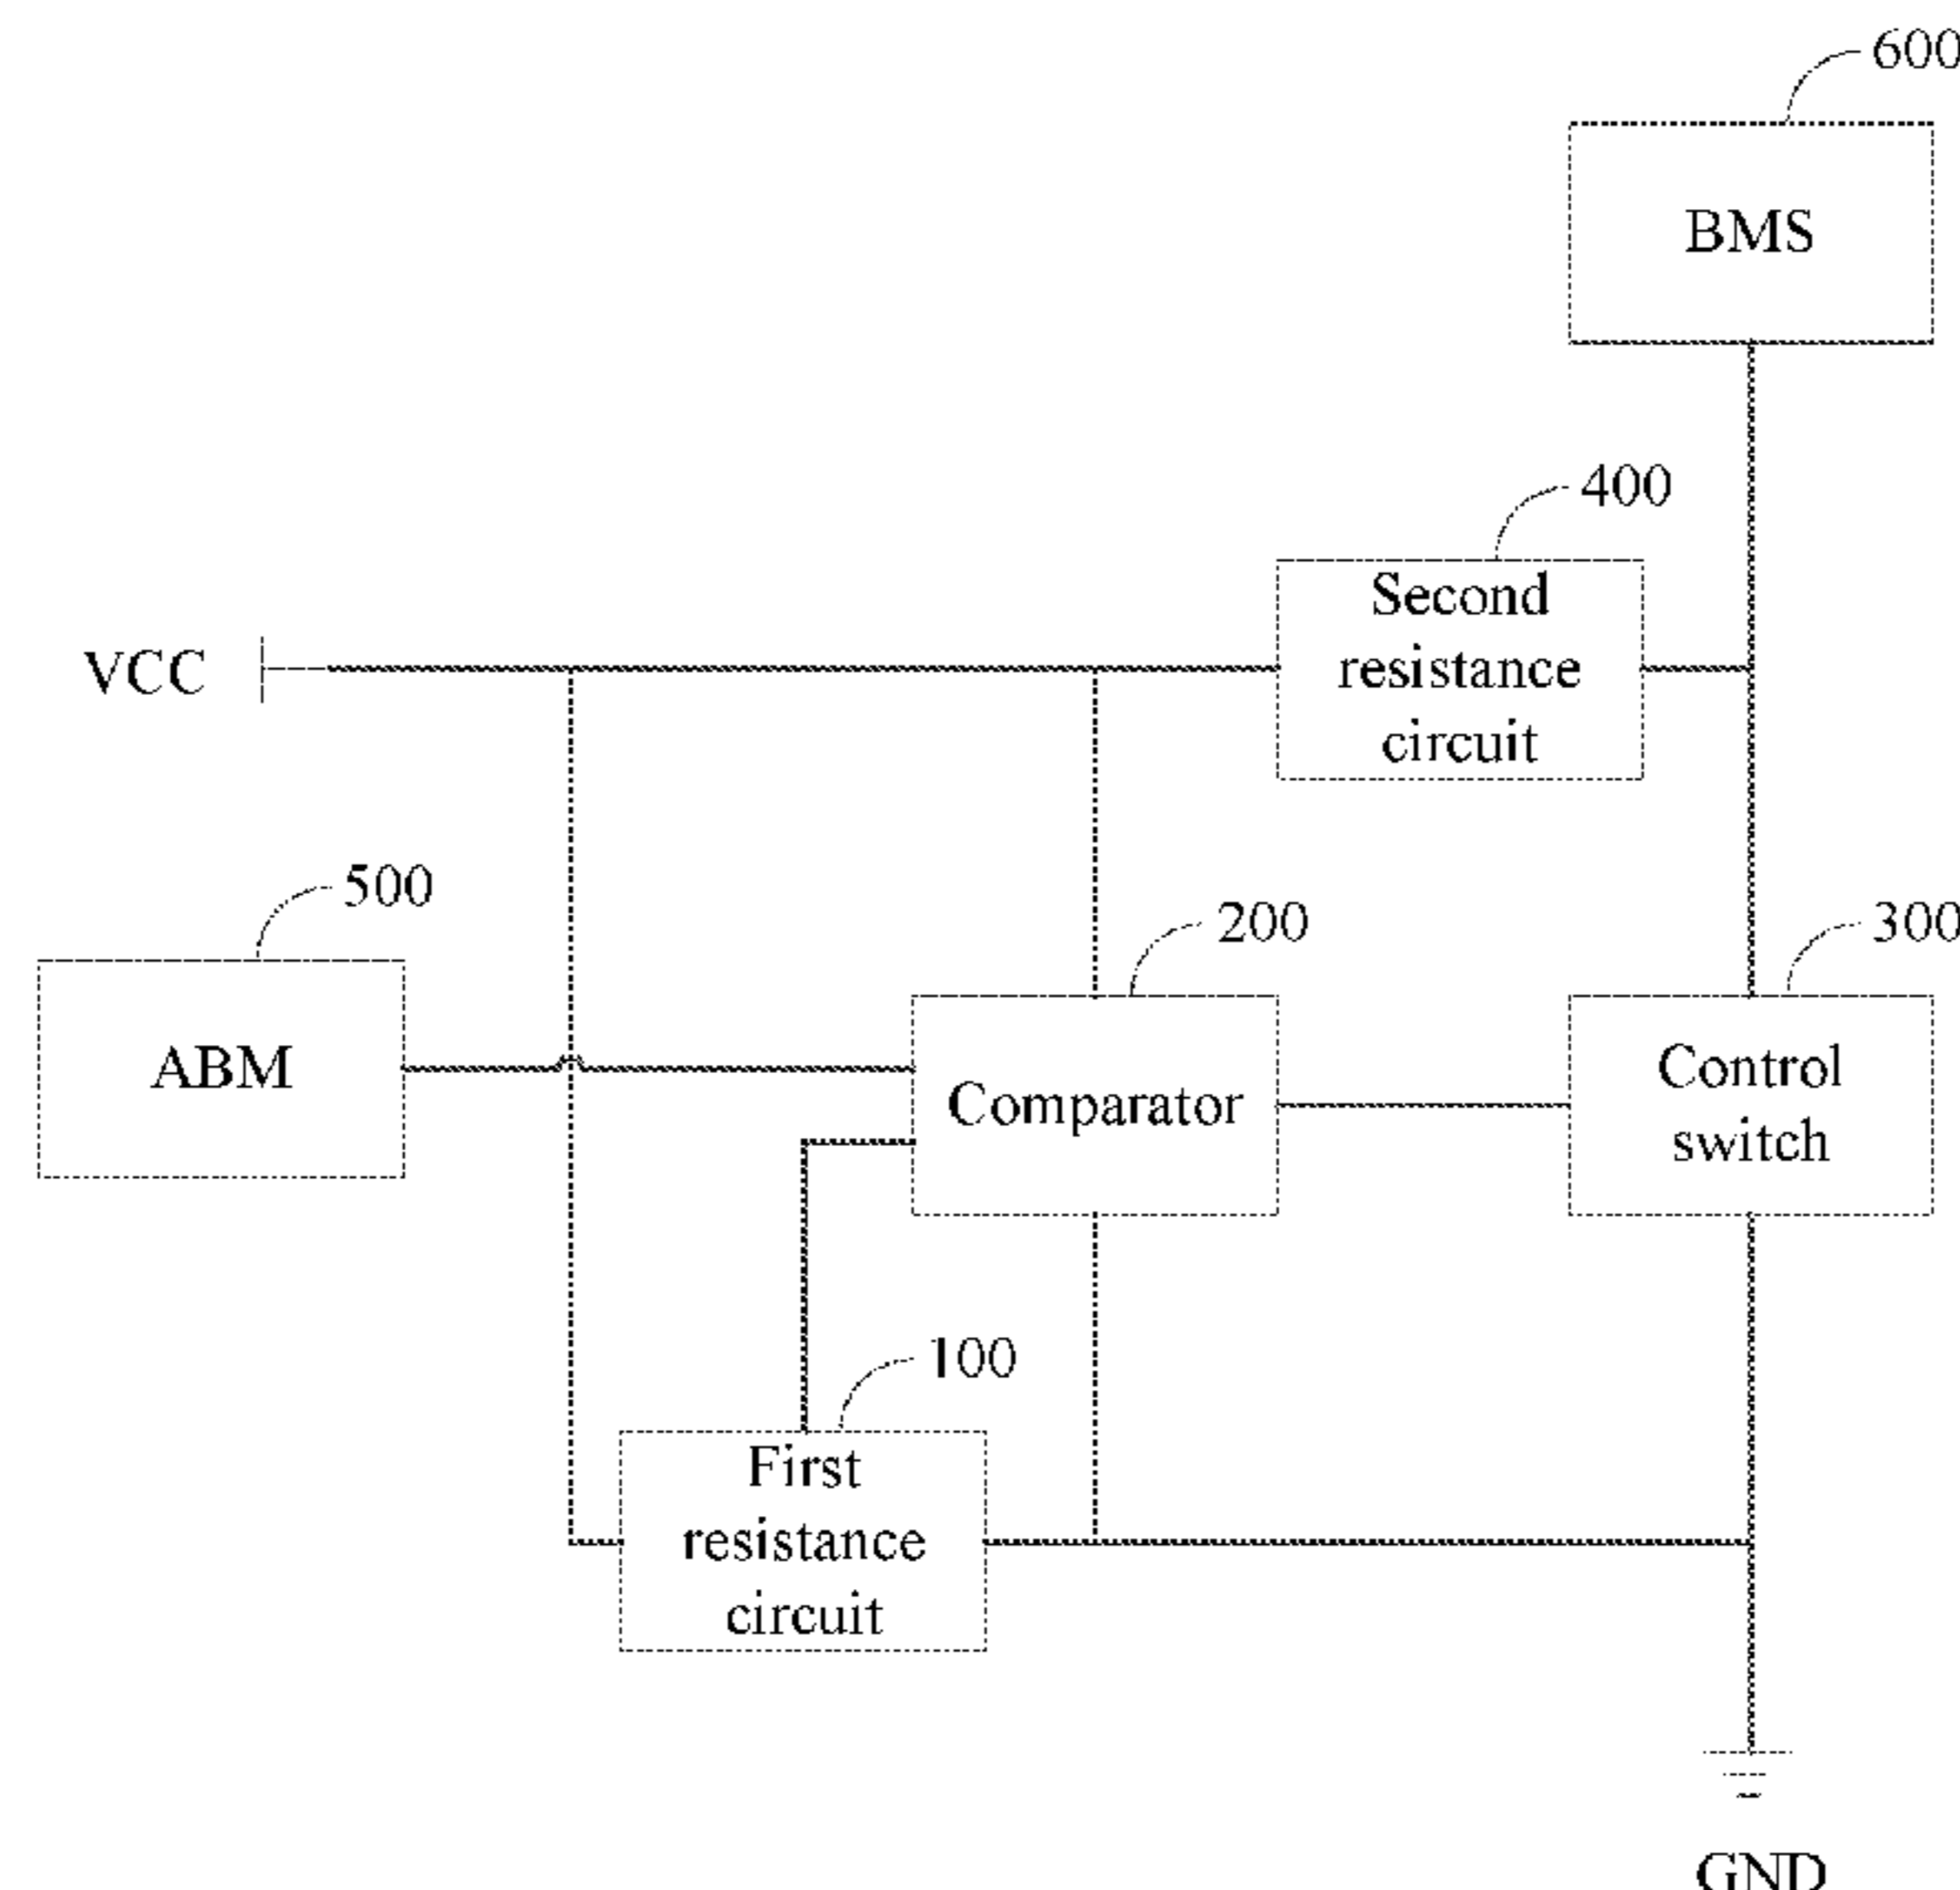 600
BMS
400
Second
resistance
circuit
VCC
500
ABM
200
Comparator
300
Control
switch
100
First
resistance
circuit
GND